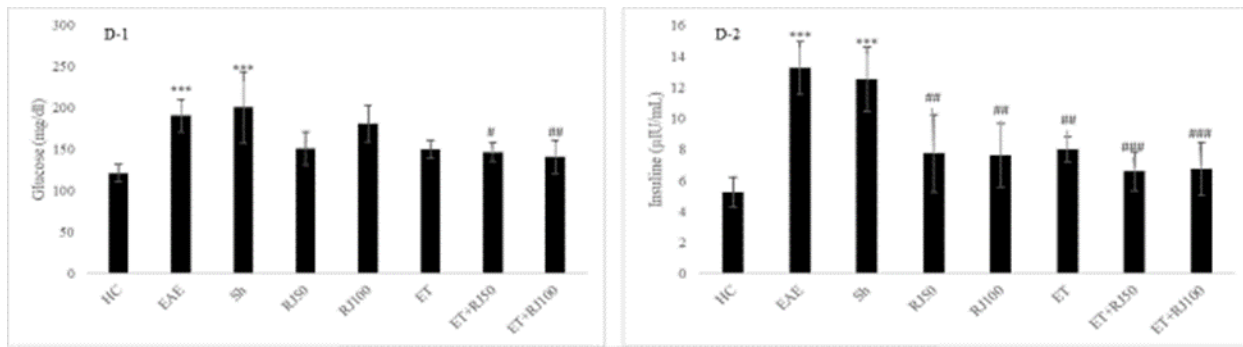 D-1
Glucose (mg/dl)
300
250
200
150
100
50
0
***
***
#
##
HC
EAE
Sh
RJ50
RJ100
ET
ET+RJ50
ET+RJ100
D-2
Insuline (µIU/mL)
16
14
12
10
8
6
4
2
0
***
***
##
##
##
###
###
HC
EAE
Sh
RJ50
RJ100
ET
ET+RJ50
ET+RJ100